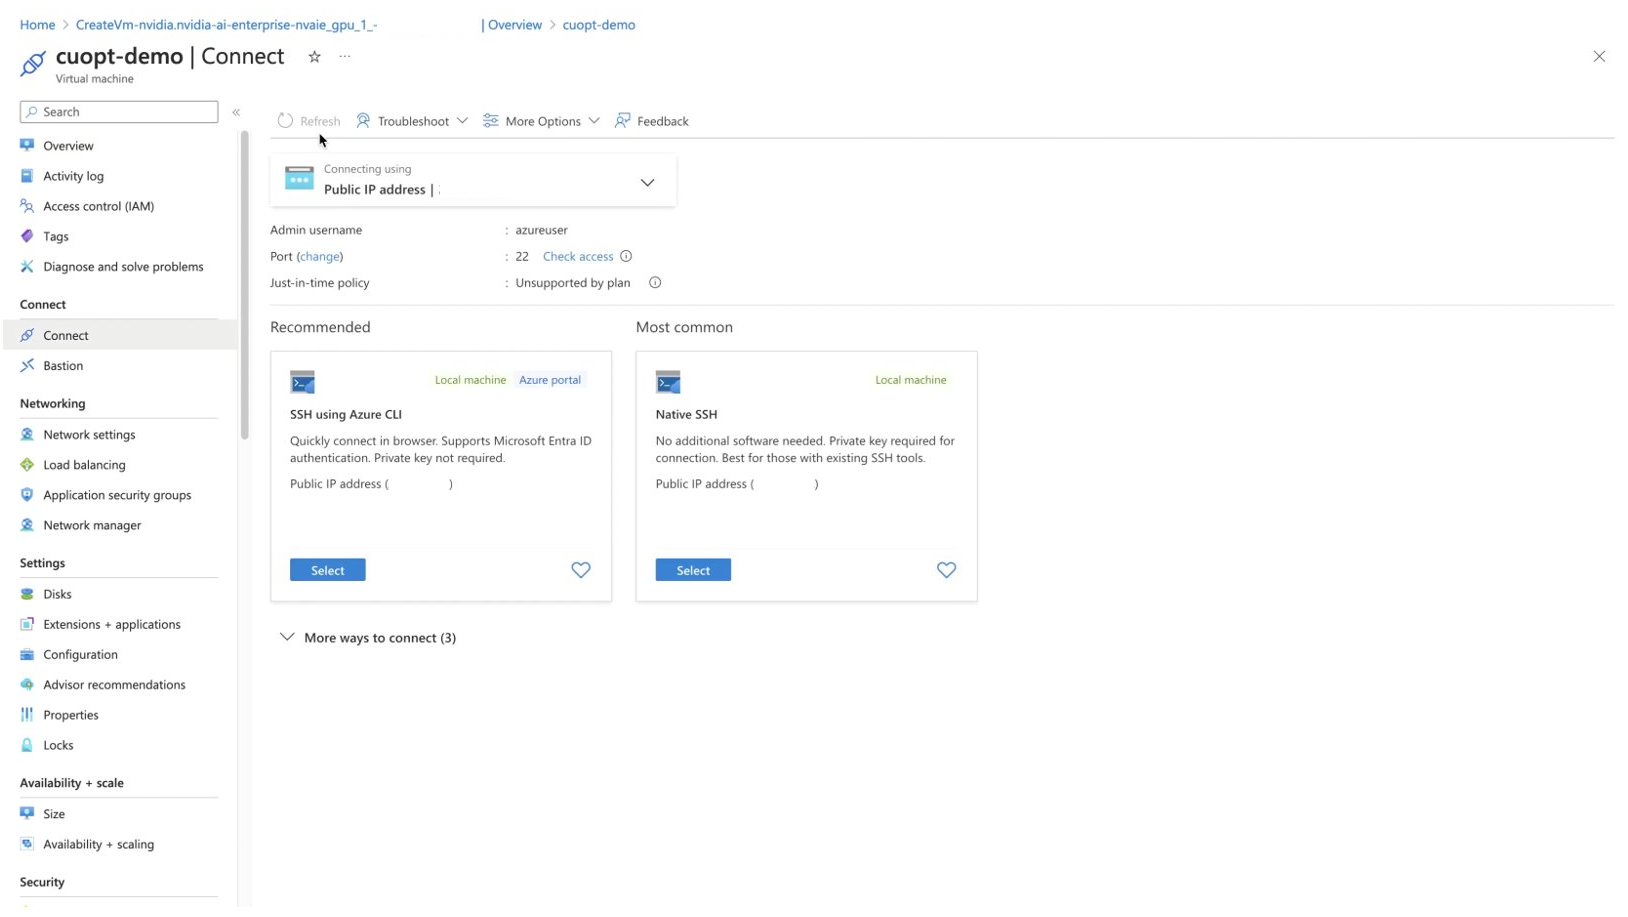 Home > CreateVm-nvidia.nvidia-ai-enterprise-nvaie_gpu_1_- | Overview > cuopt-demo
cuopt-demo | Connect ☆ ...
Virtual machine
Search «
Overview
Activity log
Access control (IAM)
Tags
Diagnose and solve problems
Connect
Connect
Bastion
Networking
Network settings
Load balancing
Application security groups
Network manager
Settings
Disks
Extensions + applications
Configuration
Advisor recommendations
Properties
Locks
Availability + scale
Size
Availability + scaling
Security
Refresh Troubleshoot More Options Feedback
Connecting using
Public IP address |
Admin username : azureuser
Port (change) : 22 Check access
Just-in-time policy : Unsupported by plan
Recommended
Local machine Azure portal
SSH using Azure CLI
Quickly connect in browser. Supports Microsoft Entra ID
authentication. Private key not required.
Public IP address ( )
Select
Most common
Local machine
Native SSH
No additional software needed. Private key required for
connection. Best for those with existing SSH tools.
Public IP address ( )
Select
More ways to connect (3)